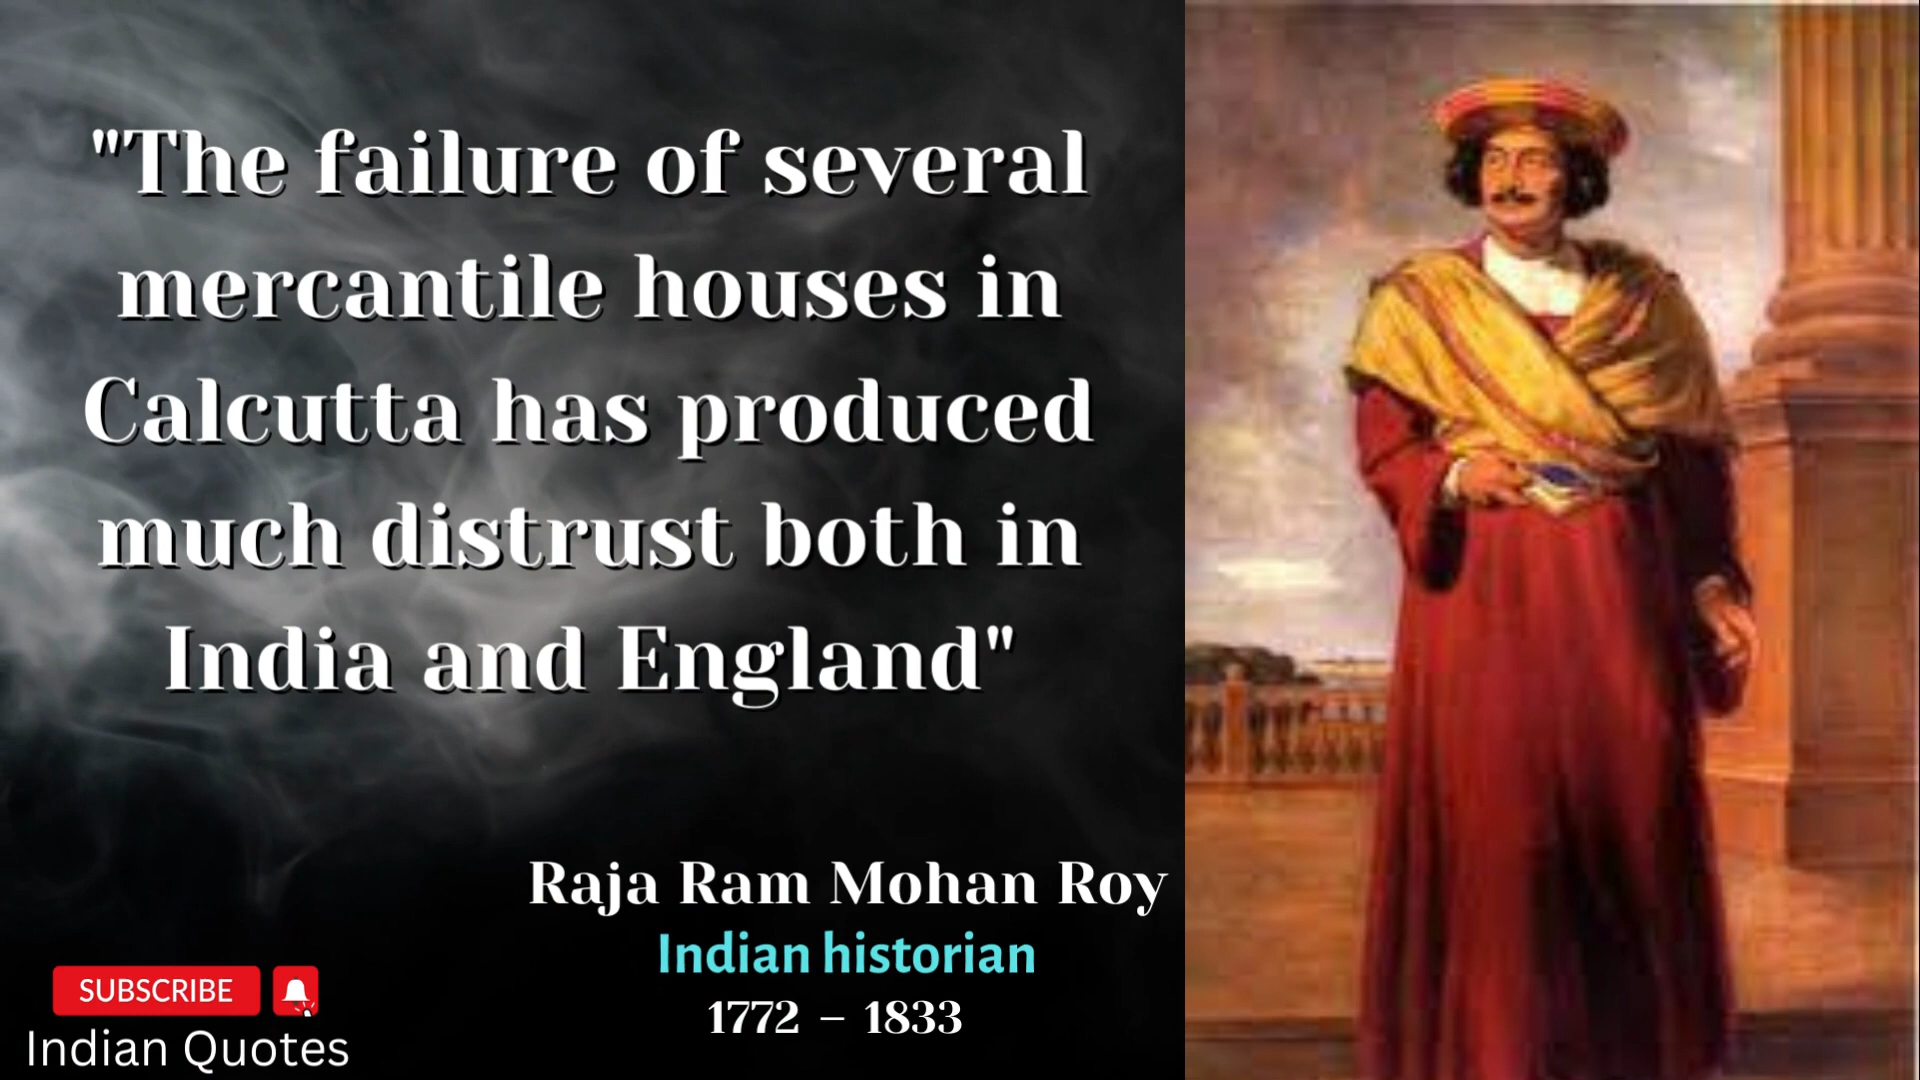 "The failure of several
mercantile houses in
Calcutta has produced
much distrust both in
India and England"
Raja Ram Mohan Roy
Indian historian
1772 – 1833
SUBSCRIBE
Indian Quotes